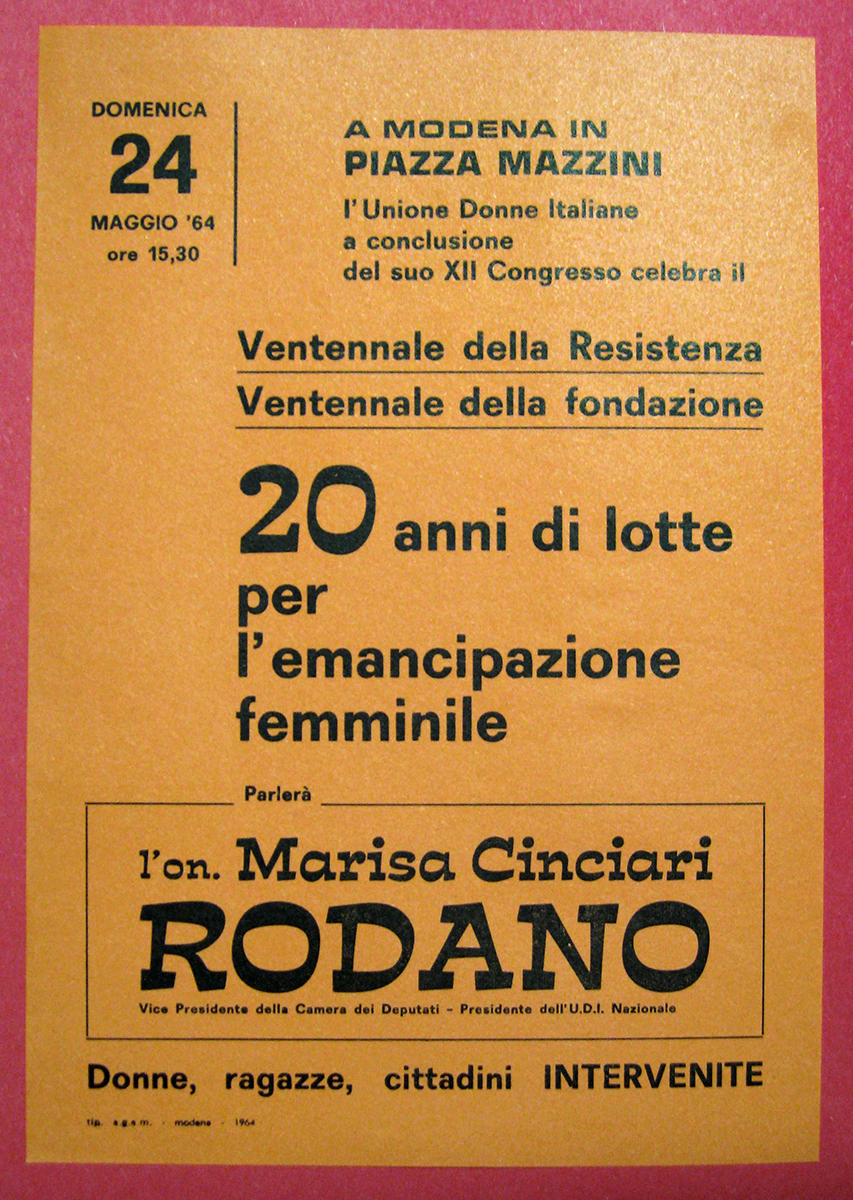 DOMENICA
24
MAGGIO '64
ore 15,30
A MODENA IN
PIAZZA MAZZINI
l'Unione Donne Italiane
a conclusione
del suo XII Congresso celebra il
Ventennale della Resistenza
Ventennale della fondazione
20 anni di lotte
per
l'emancipazione
femminile
Parlerà
l'on. Marisa Cinciari
RODANO
Vice Presidente della Camera dei Deputati - Presidente dell'U.D.I. Nazionale
Donne, ragazze, cittadini INTERVENITE
tip. s.g.s.m. - modena - 1964